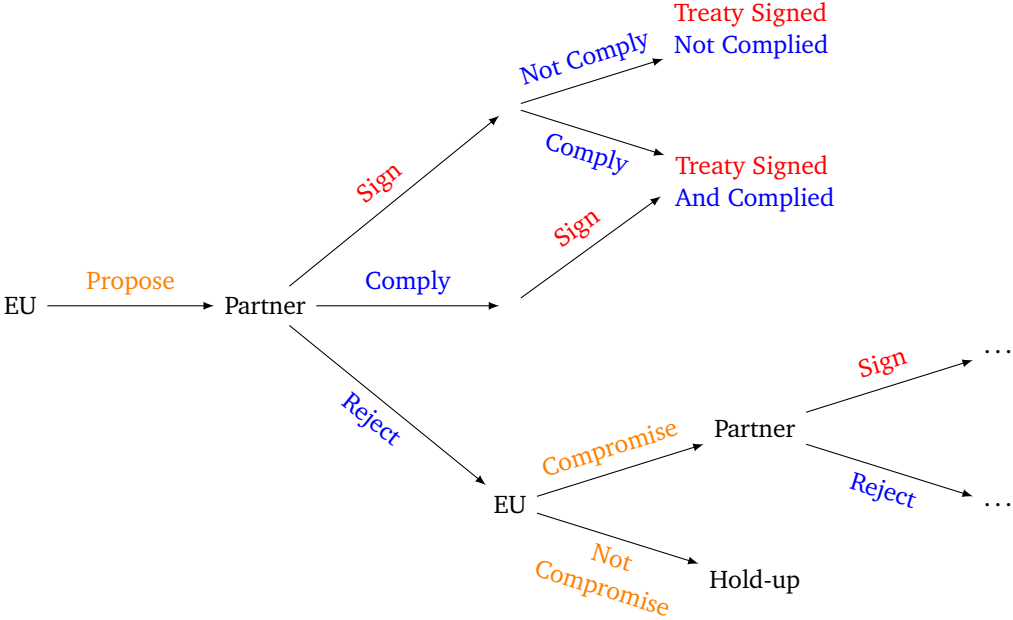 Treaty Signed
Not Complied
Not Comply
Comply
Treaty Signed
And Complied
Sign
Sign
EU
Propose
Partner
Comply
Reject
EU
Compromise
Partner
Sign
...
Reject
...
Not
Compromise
Hold-up